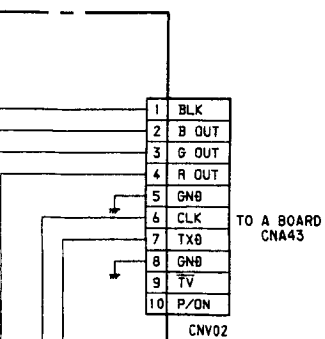 1 BLK
2 B OUT
3 G OUT
4 R OUT
5 GND
6 CLK
7 TXD
8 GND
9 T̅V̅
10 P/ON
TO A BOARD
CNA43
CNV02